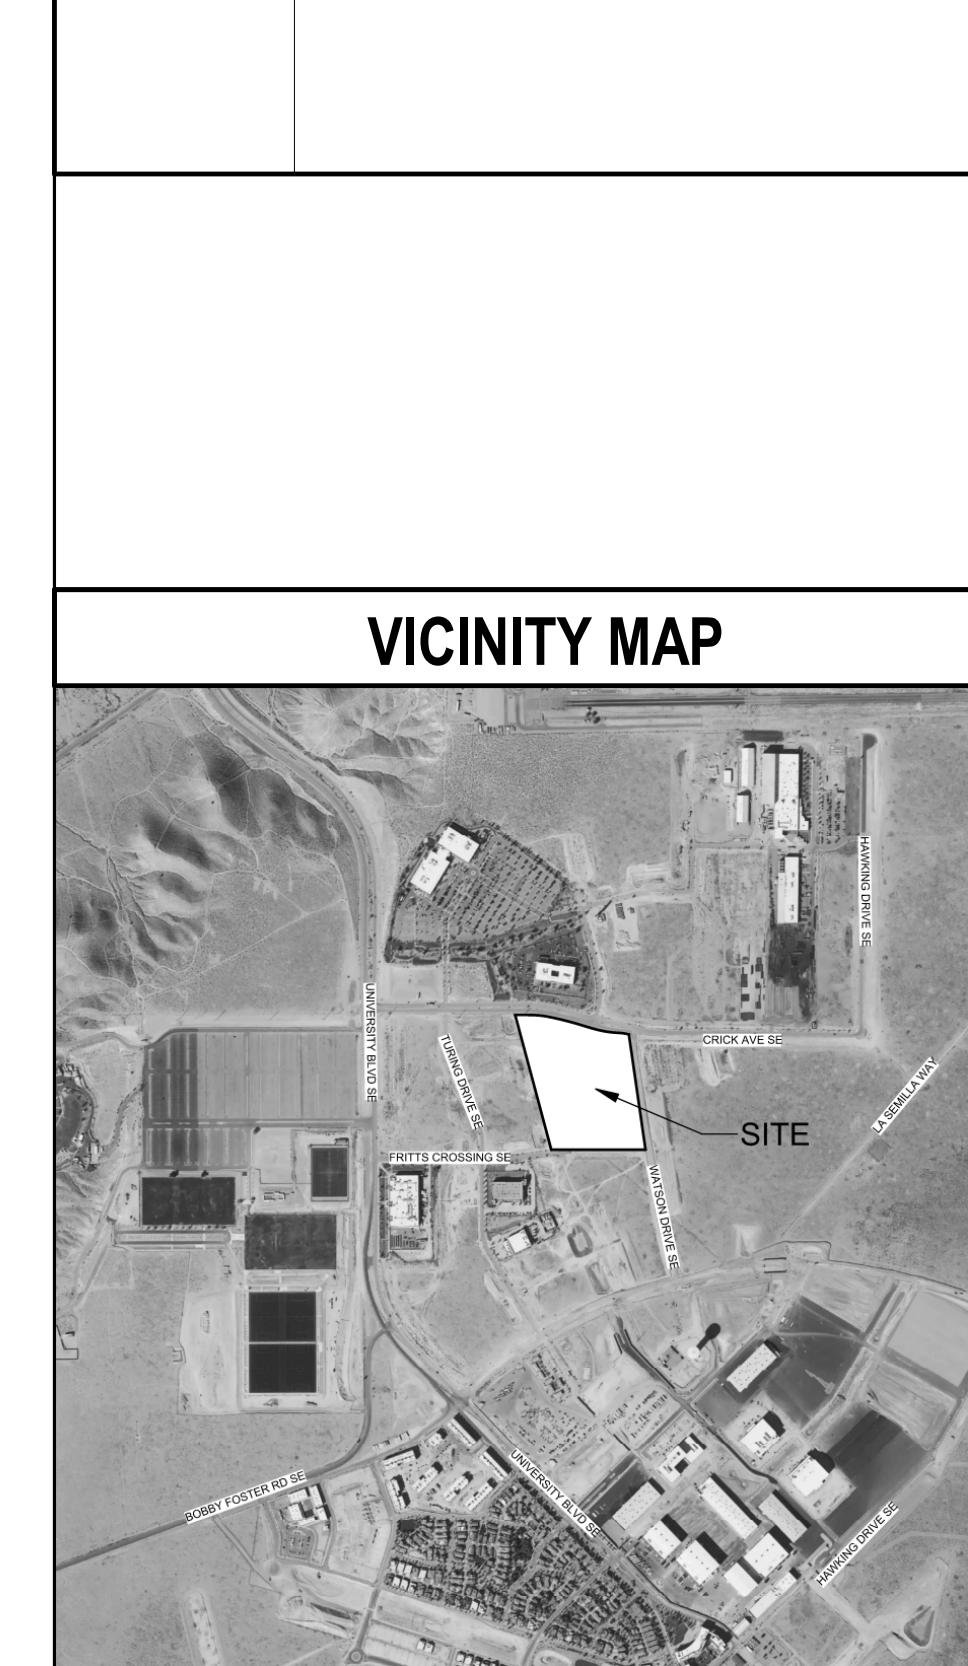 VICINITY MAP
HAWKING DRIVE SE
UNIVERSITY BLVD SE
TURING DRIVE SE
CRICK AVE SE
LA SEMILLA WAY
SITE
FRITTS CROSSING SE
WATSON DRIVE SE
BOBBY FOSTER RD SE
UNIVERSITY BLVD SE
HAWKING DRIVE SE